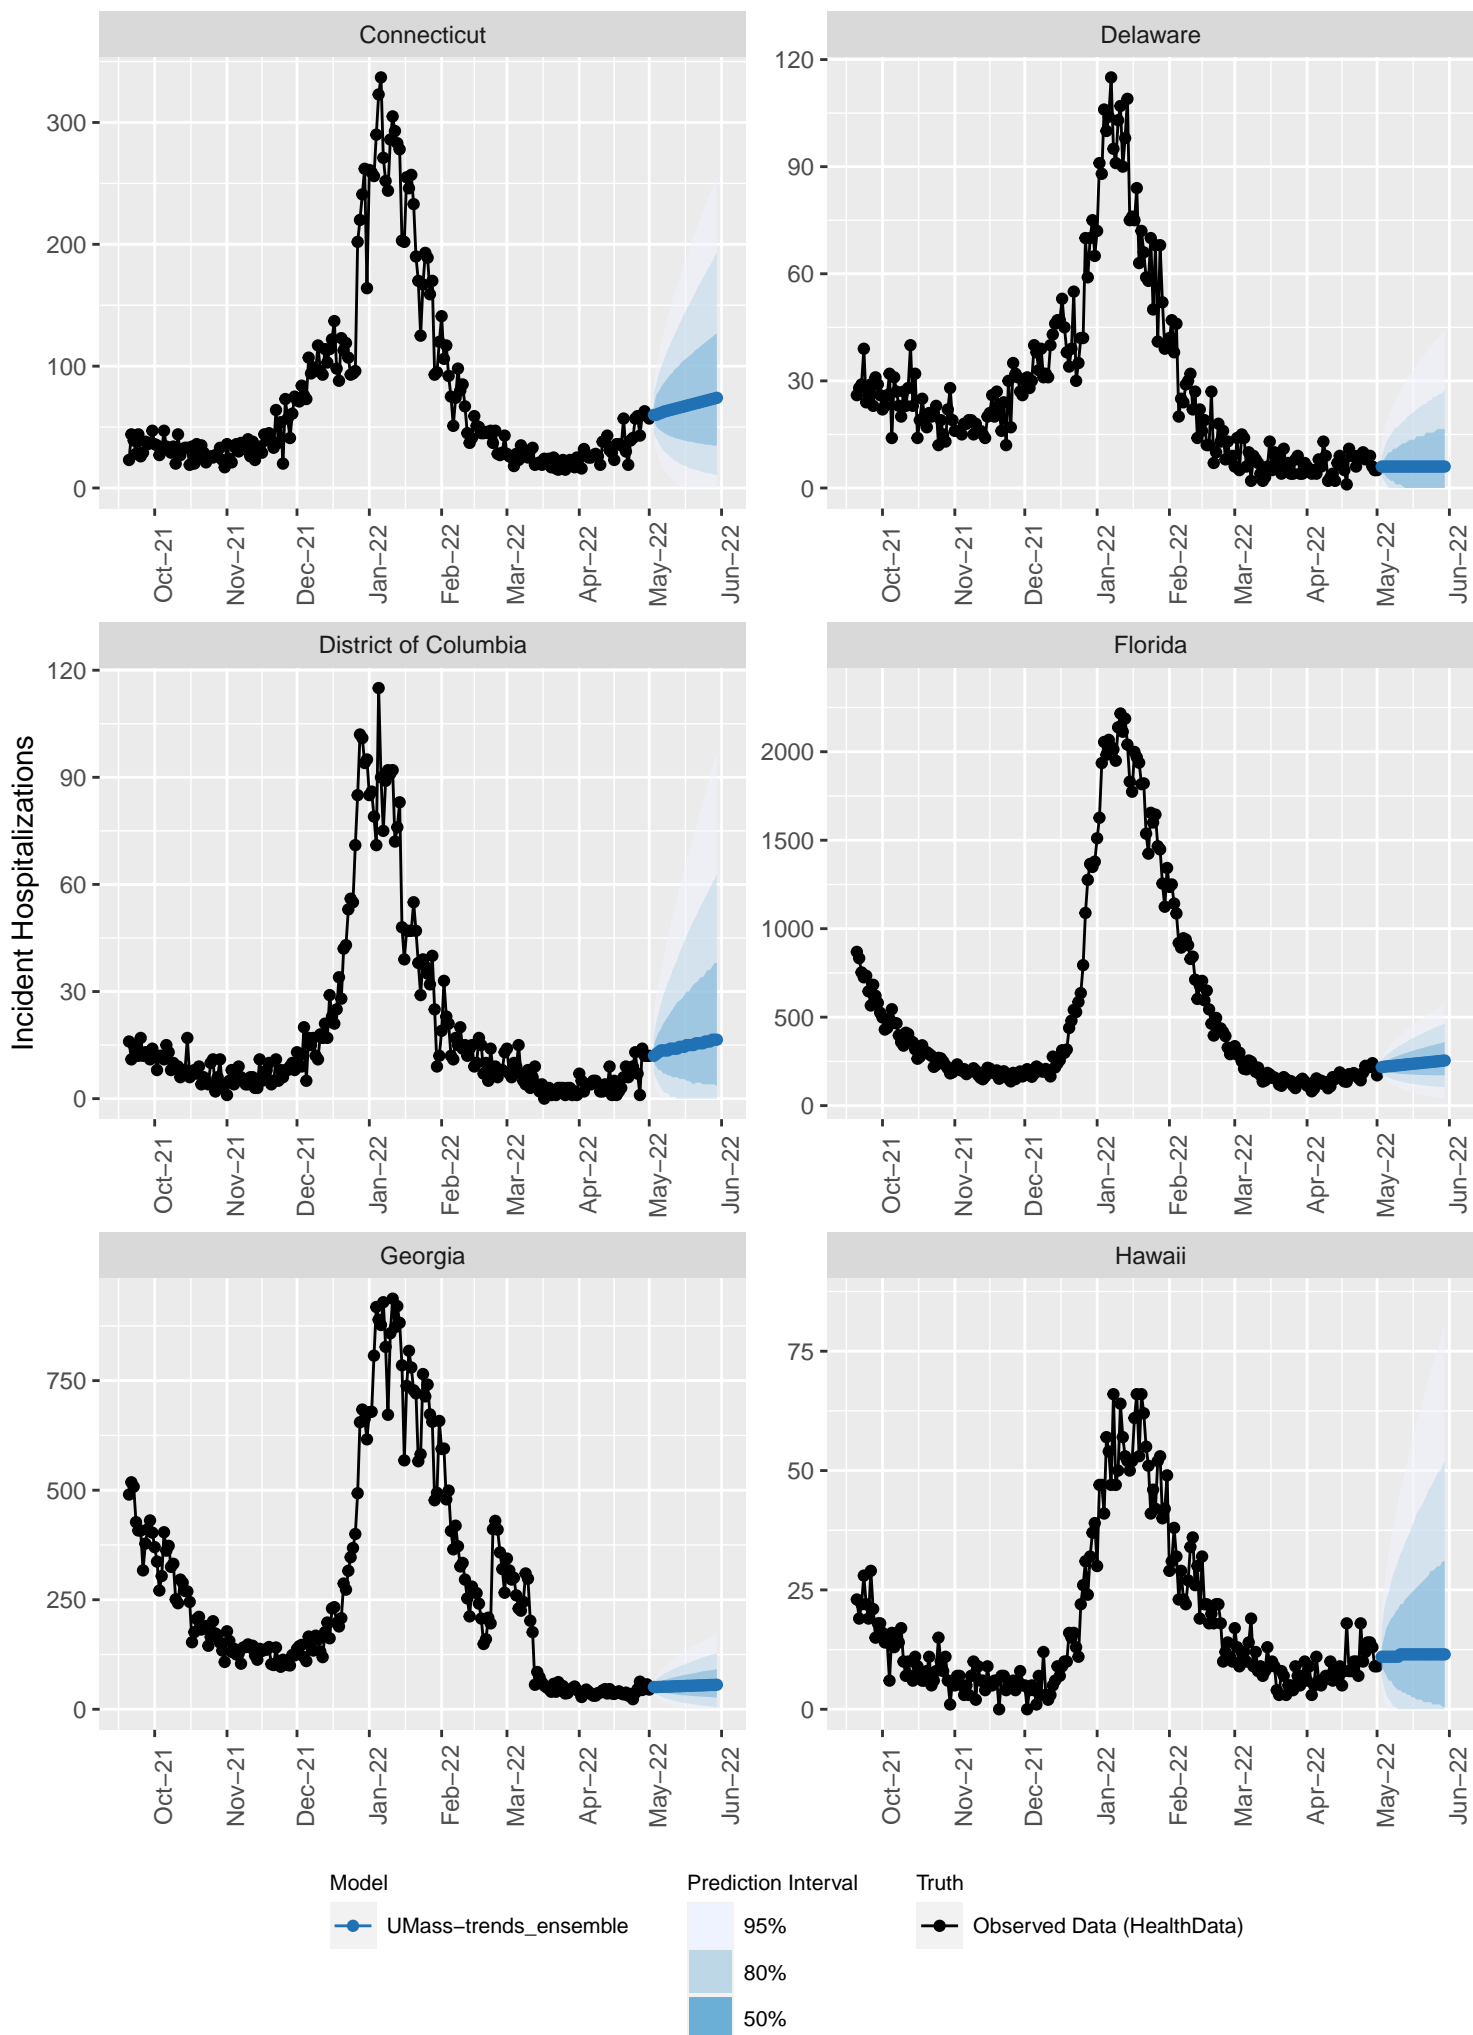 Connecticut
Delaware
300
200
100
0
120
90
60
30
0
Oct−21
Nov−21
Dec−21
Jan−22
Feb−22
Mar−22
Apr−22
May−22
Jun−22
Oct−21
Nov−21
Dec−21
Jan−22
Feb−22
Mar−22
Apr−22
May−22
Jun−22
Incident Hospitalizations
District of Columbia
Florida
120
90
60
30
0
2000
1500
1000
500
0
Oct−21
Nov−21
Dec−21
Jan−22
Feb−22
Mar−22
Apr−22
May−22
Jun−22
Oct−21
Nov−21
Dec−21
Jan−22
Feb−22
Mar−22
Apr−22
May−22
Jun−22
Georgia
Hawaii
750
500
250
0
75
50
25
0
Oct−21
Nov−21
Dec−21
Jan−22
Feb−22
Mar−22
Apr−22
May−22
Jun−22
Oct−21
Nov−21
Dec−21
Jan−22
Feb−22
Mar−22
Apr−22
May−22
Jun−22
Model
UMass−trends_ensemble
Prediction Interval
95%
80%
50%
Truth
Observed Data (HealthData)